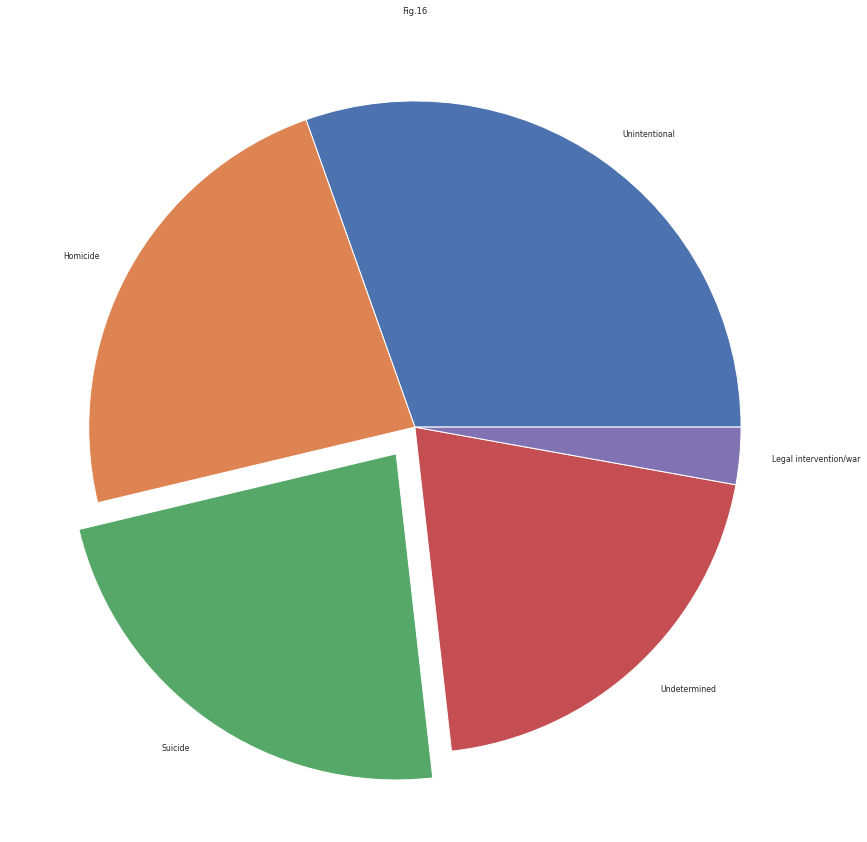 Fig.16
Unintentional
Homicide
Legal intervention/war
Undetermined
Suicide